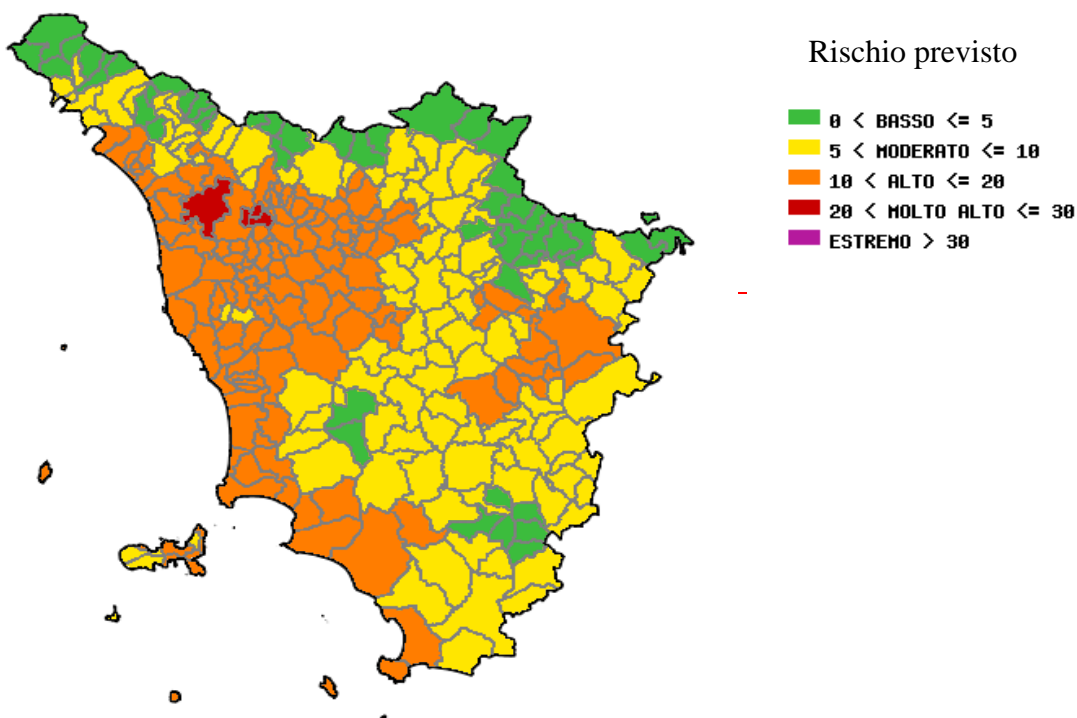 Rischio previsto
0 < BASSO <= 5
5 < MODERATO <= 10
10 < ALTO <= 20
20 < MOLTO ALTO <= 30
ESTREMO > 30